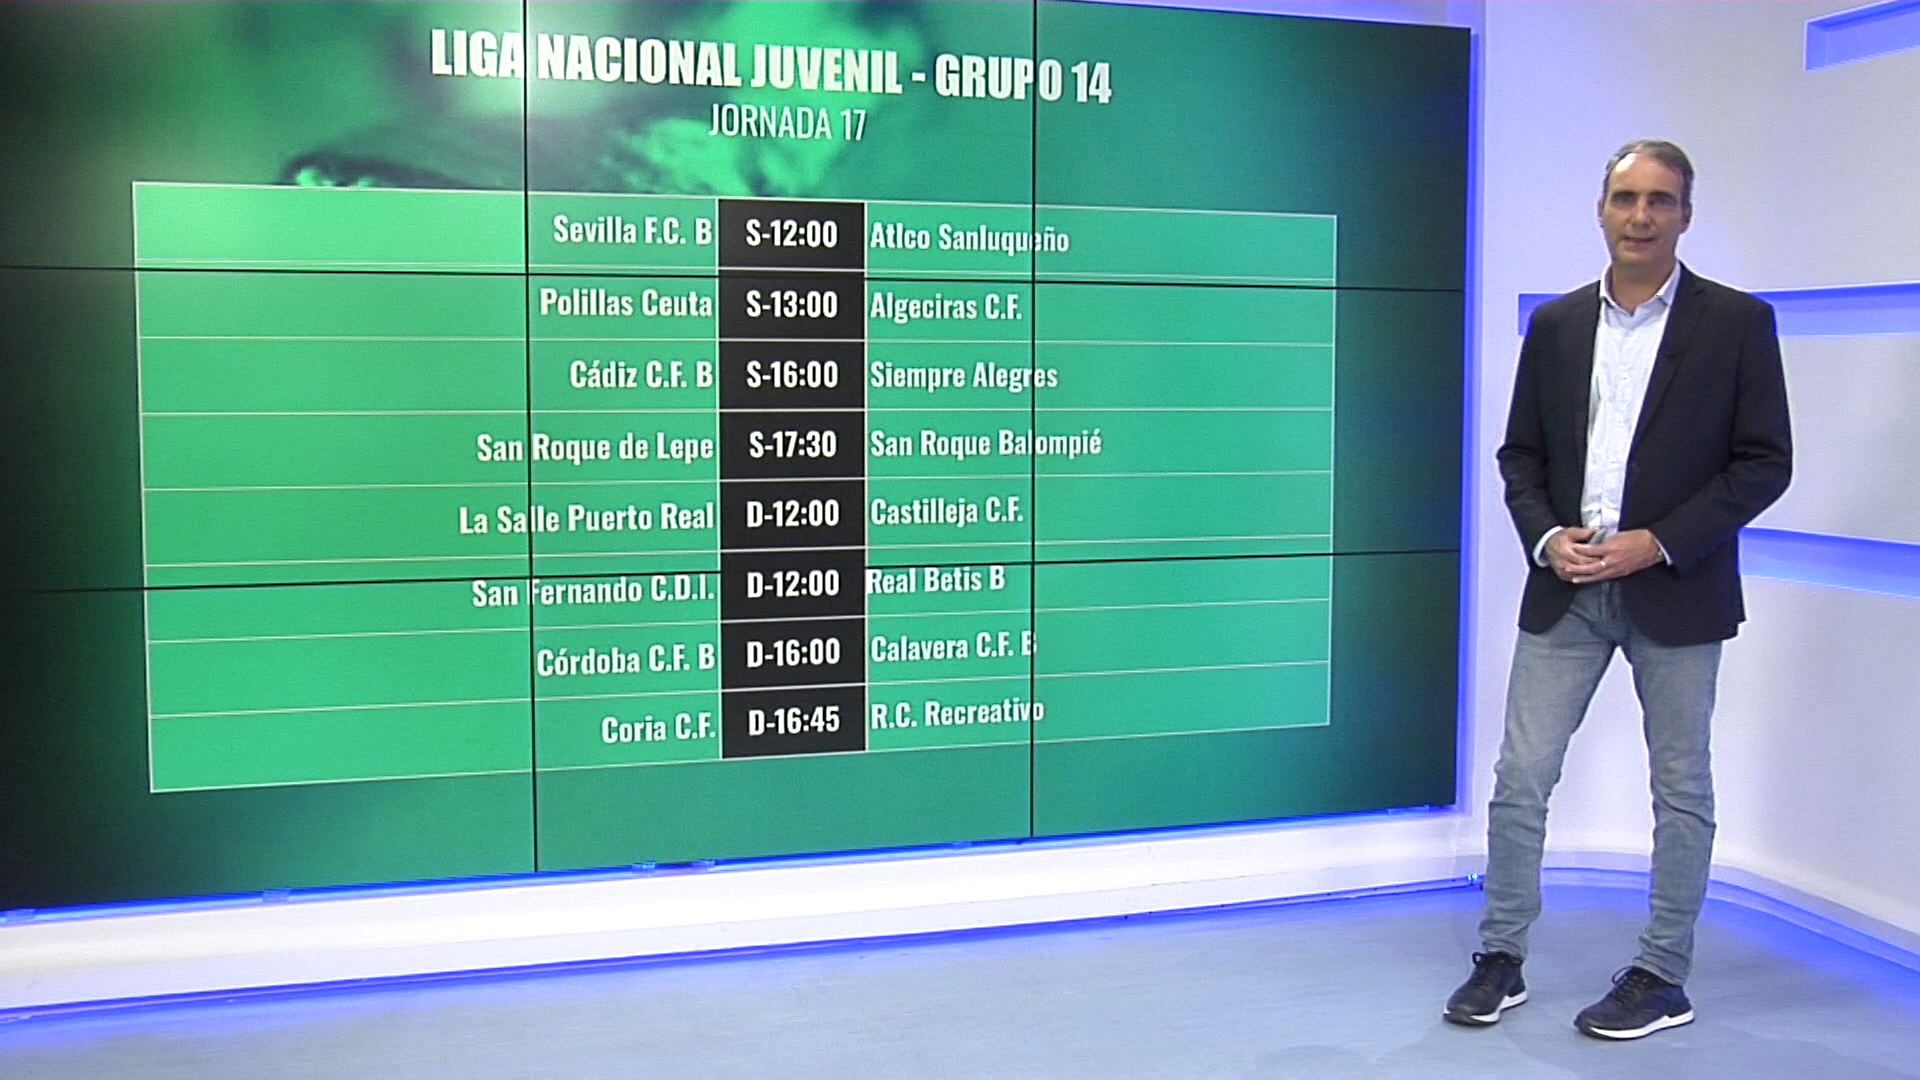 LIGA NACIONAL JUVENIL - GRUPO 14
JORNADA 17
Sevilla F.C. B S-12:00 Atlco Sanluqueño
Polillas Ceuta S-13:00 Algeciras C.F.
Cádiz C.F. B S-16:00 Siempre Alegres
San Roque de Lepe S-17:30 San Roque Balompié
La Salle Puerto Real D-12:00 Castilleja C.F.
San Fernando C.D.I. D-12:00 Real Betis B
Córdoba C.F. B D-16:00 Calavera C.F. B
Coria C.F. D-16:45 R.C. Recreativo